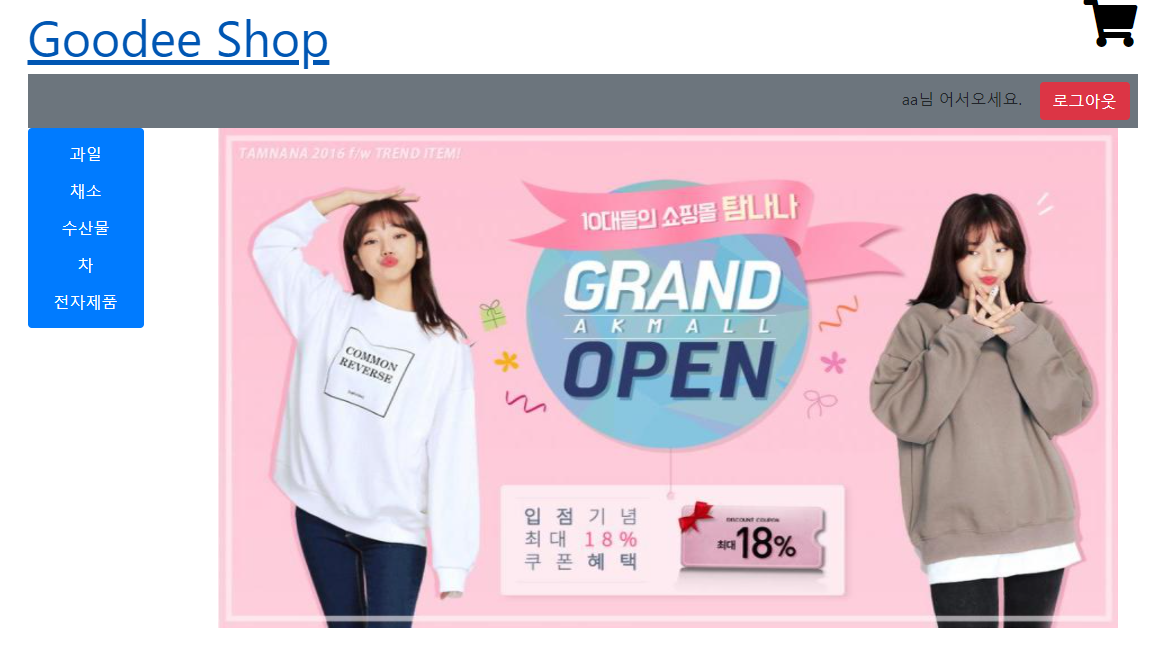 Goodee Shop
aa님 어서오세요.
로그아웃
과일
채소
수산물
차
전자제품
TAMNANA 2016 f/w TREND ITEM!
10대들의 쇼핑몰 탐나나
GRAND
AKMALL
OPEN
COMMON
REVERSE
입점기념
최대 18%
쿠폰혜택
DISCOUNT COUPON
최대 18%